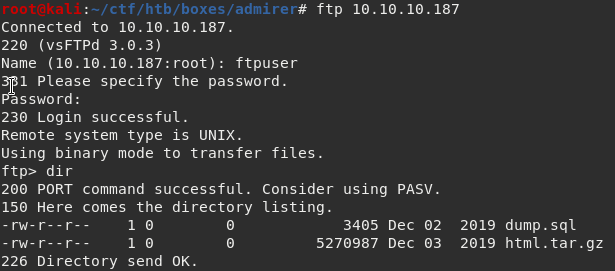 root@kali:~/ctf/htb/boxes/admirer# ftp 10.10.10.187
Connected to 10.10.10.187.
220 (vsFTPd 3.0.3)
Name (10.10.10.187:root): ftpuser
331 Please specify the password.
Password:
230 Login successful.
Remote system type is UNIX.
Using binary mode to transfer files.
ftp> dir
200 PORT command successful. Consider using PASV.
150 Here comes the directory listing.
-rw-r--r--    1 0        0            3405 Dec 02  2019 dump.sql
-rw-r--r--    1 0        0         5270987 Dec 03  2019 html.tar.gz
226 Directory send OK.